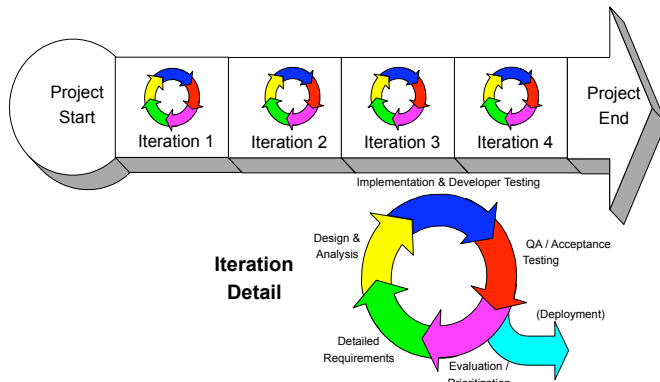 Project
Start
Iteration 1
Iteration 2
Iteration 3
Iteration 4
Project
End
Implementation & Developer Testing
Design &
Analysis
QA / Acceptance
Testing
Iteration
Detail
(Deployment)
Detailed
Requirements
Evaluation /
Prioritization